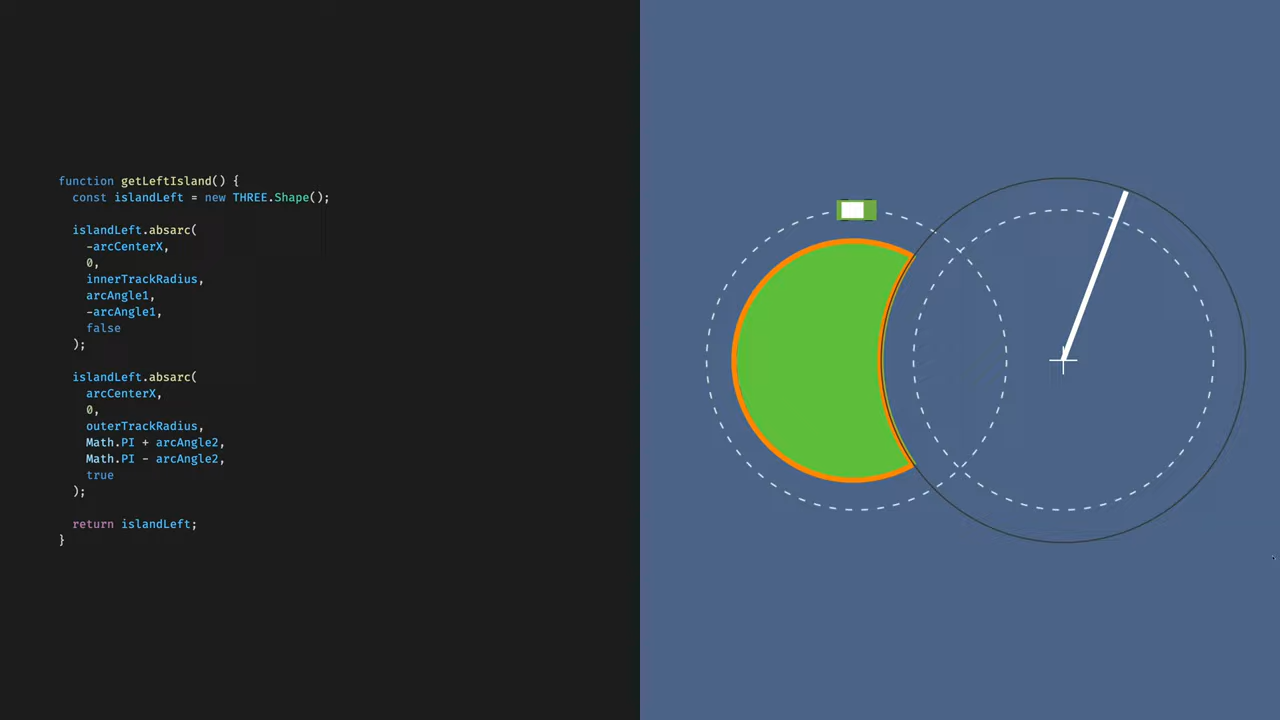 function getLeftIsland() {
  const islandLeft = new THREE.Shape();
  islandLeft.absarc(
    -arcCenterX,
    0,
    innerTrackRadius,
    arcAngle1,
    -arcAngle1,
    false
  );
  islandLeft.absarc(
    arcCenterX,
    0,
    outerTrackRadius,
    Math.PI + arcAngle2,
    Math.PI - arcAngle2,
    true
  );
  return islandLeft;
}